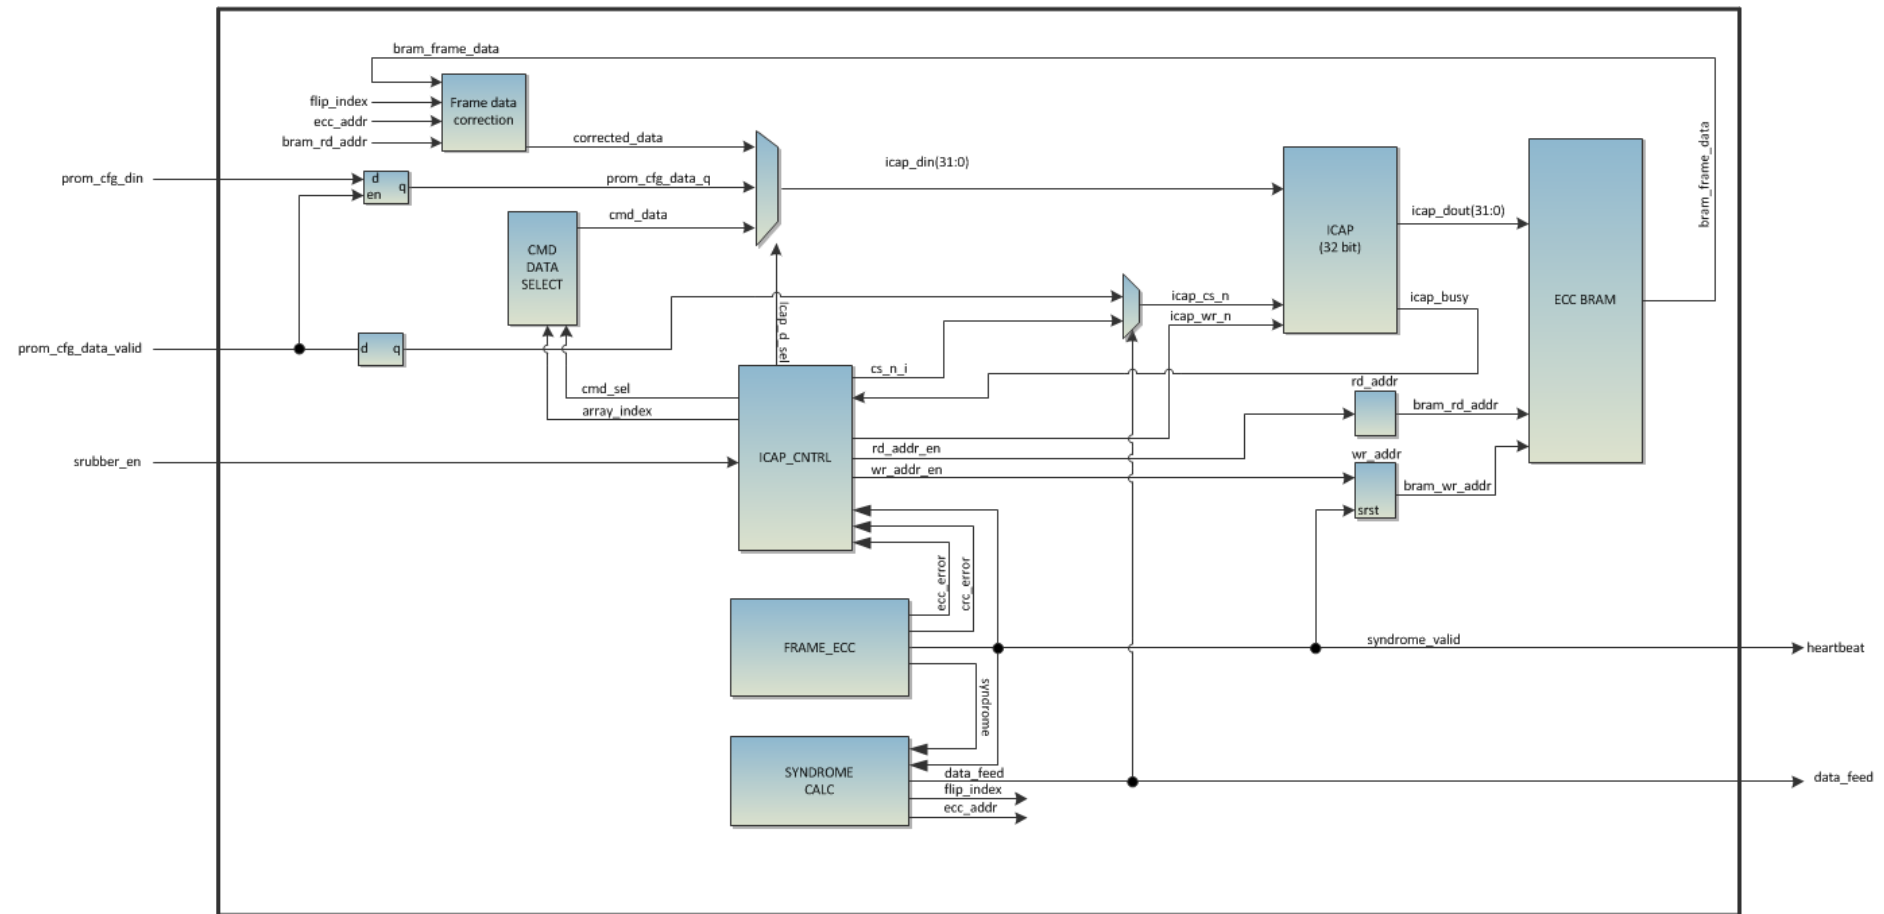 bram_frame_data
flip_index
ecc_addr
bram_rd_addr
Frame data
correction
corrected_data
icap_din(31:0)
bram_frame_data
prom_cfg_din
d
en
q
prom_cfg_data_q
cmd_data
CMD
DATA
SELECT
ICAP
(32 bit)
icap_dout(31:0)
icap_busy
ECC BRAM
icap_cs_n
icap_wr_n
icap_d_sel
prom_cfg_data_valid
d
q
cmd_sel
array_index
cs_n_i
rd_addr
bram_rd_addr
srubber_en
ICAP_CNTRL
rd_addr_en
wr_addr_en
wr_addr
srst
bram_wr_addr
ecc_error
crc_error
FRAME_ECC
syndrome_valid
heartbeat
syndrome
SYNDROME
CALC
data_feed
flip_index
ecc_addr
data_feed